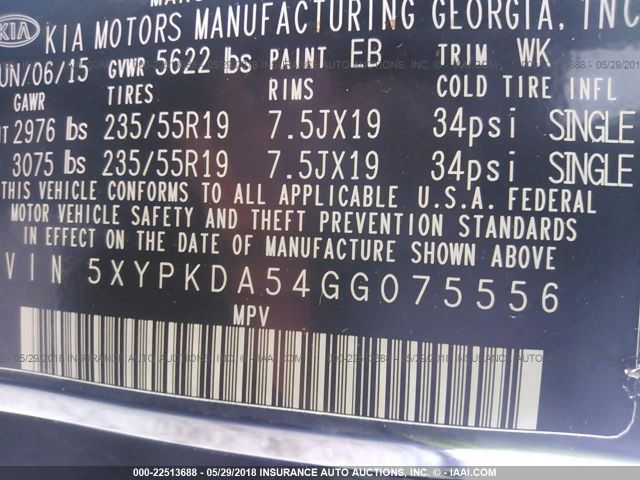 KIA KIA MOTORS MANUFACTURING GEORGIA, INC
UN/06/15 GVWR 5622 lbs PAINT EB TRIM WK
GAWR TIRES RIMS COLD TIRE INFL
2976 lbs 235/55R19 7.5JX19 34psi SINGLE
3075 lbs 235/55R19 7.5JX19 34psi SINGLE
THIS VEHICLE CONFORMS TO ALL APPLICABLE U.S.A. FEDERAL
MOTOR VEHICLE SAFETY AND THEFT PREVENTION STANDARDS
IN EFFECT ON THE DATE OF MANUFACTURE SHOWN ABOVE
VIN 5XYPKDA54GG075556
MPV
000-22513688 - 05/29/2018 INSURANCE AUTO AUCTIONS INC. - © - IAAI.COM